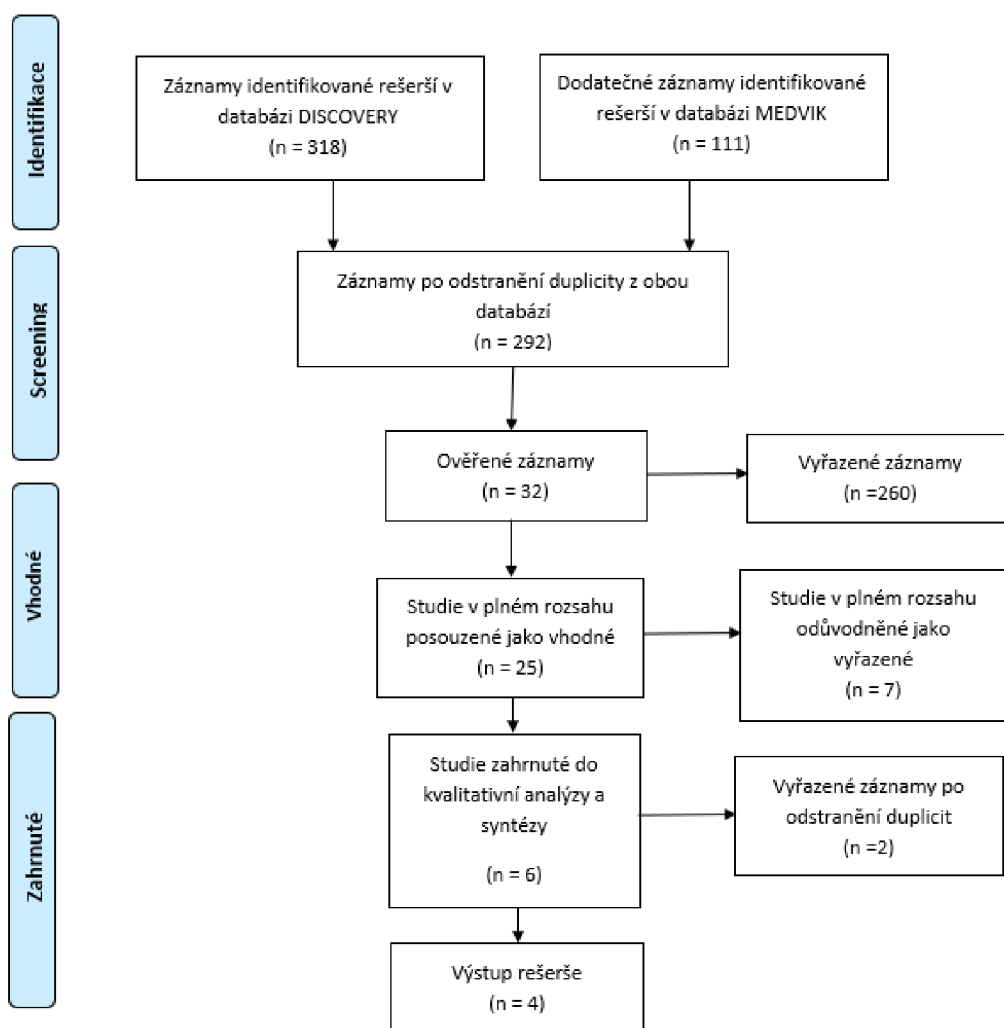 Identifikace
Záznamy identifikované rešerší v
databázi DISCOVERY
(n = 318)
Dodatečné záznamy identifikované
rešerší v databázi MEDVIK
(n = 111)
Screening
Záznamy po odstranění duplicity z obou
databází
(n = 292)
Ověřené záznamy
(n = 32)
Vyřazené záznamy
(n =260)
Vhodné
Studie v plném rozsahu
posouzené jako vhodné
(n = 25)
Studie v plném rozsahu
odůvodněné jako
vyřazené
(n = 7)
Zahrnuté
Studie zahrnuté do
kvalitativní analýzy a
syntézy
(n = 6)
Vyřazené záznamy po
odstranění duplicit
(n =2)
Výstup rešerše
(n = 4)